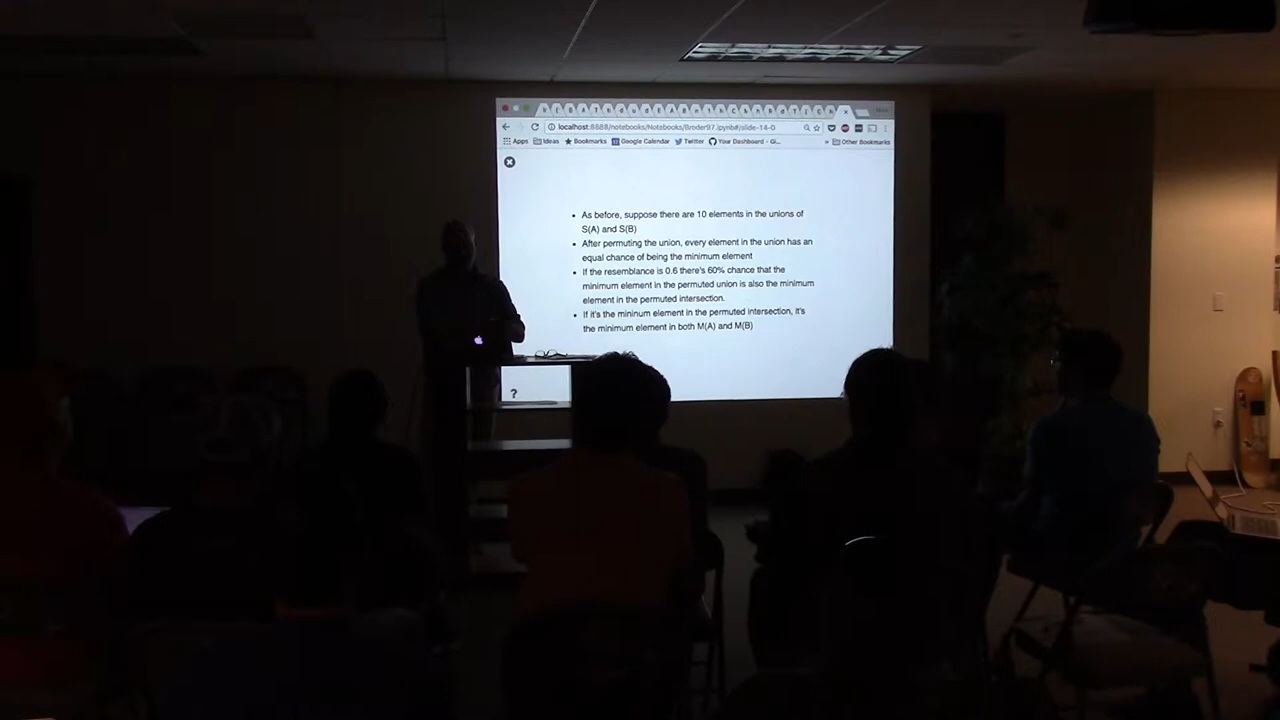 localhost:8888/notebooks/Notebooks/Broder97.ipynb#/slide-14-0
Apps Ideas Bookmarks Google Calendar Twitter Your Dashboard - Gi... » Other Bookmarks
• As before, suppose there are 10 elements in the unions of
S(A) and S(B)
• After permuting the union, every element in the union has an
equal chance of being the minimum element
• If the resemblance is 0.6 there's 60% chance that the
minimum element in the permuted union is also the minimum
element in the permuted intersection.
• If it's the mininum element in the permuted intersection, it's
the minimum element in both M(A) and M(B)
?